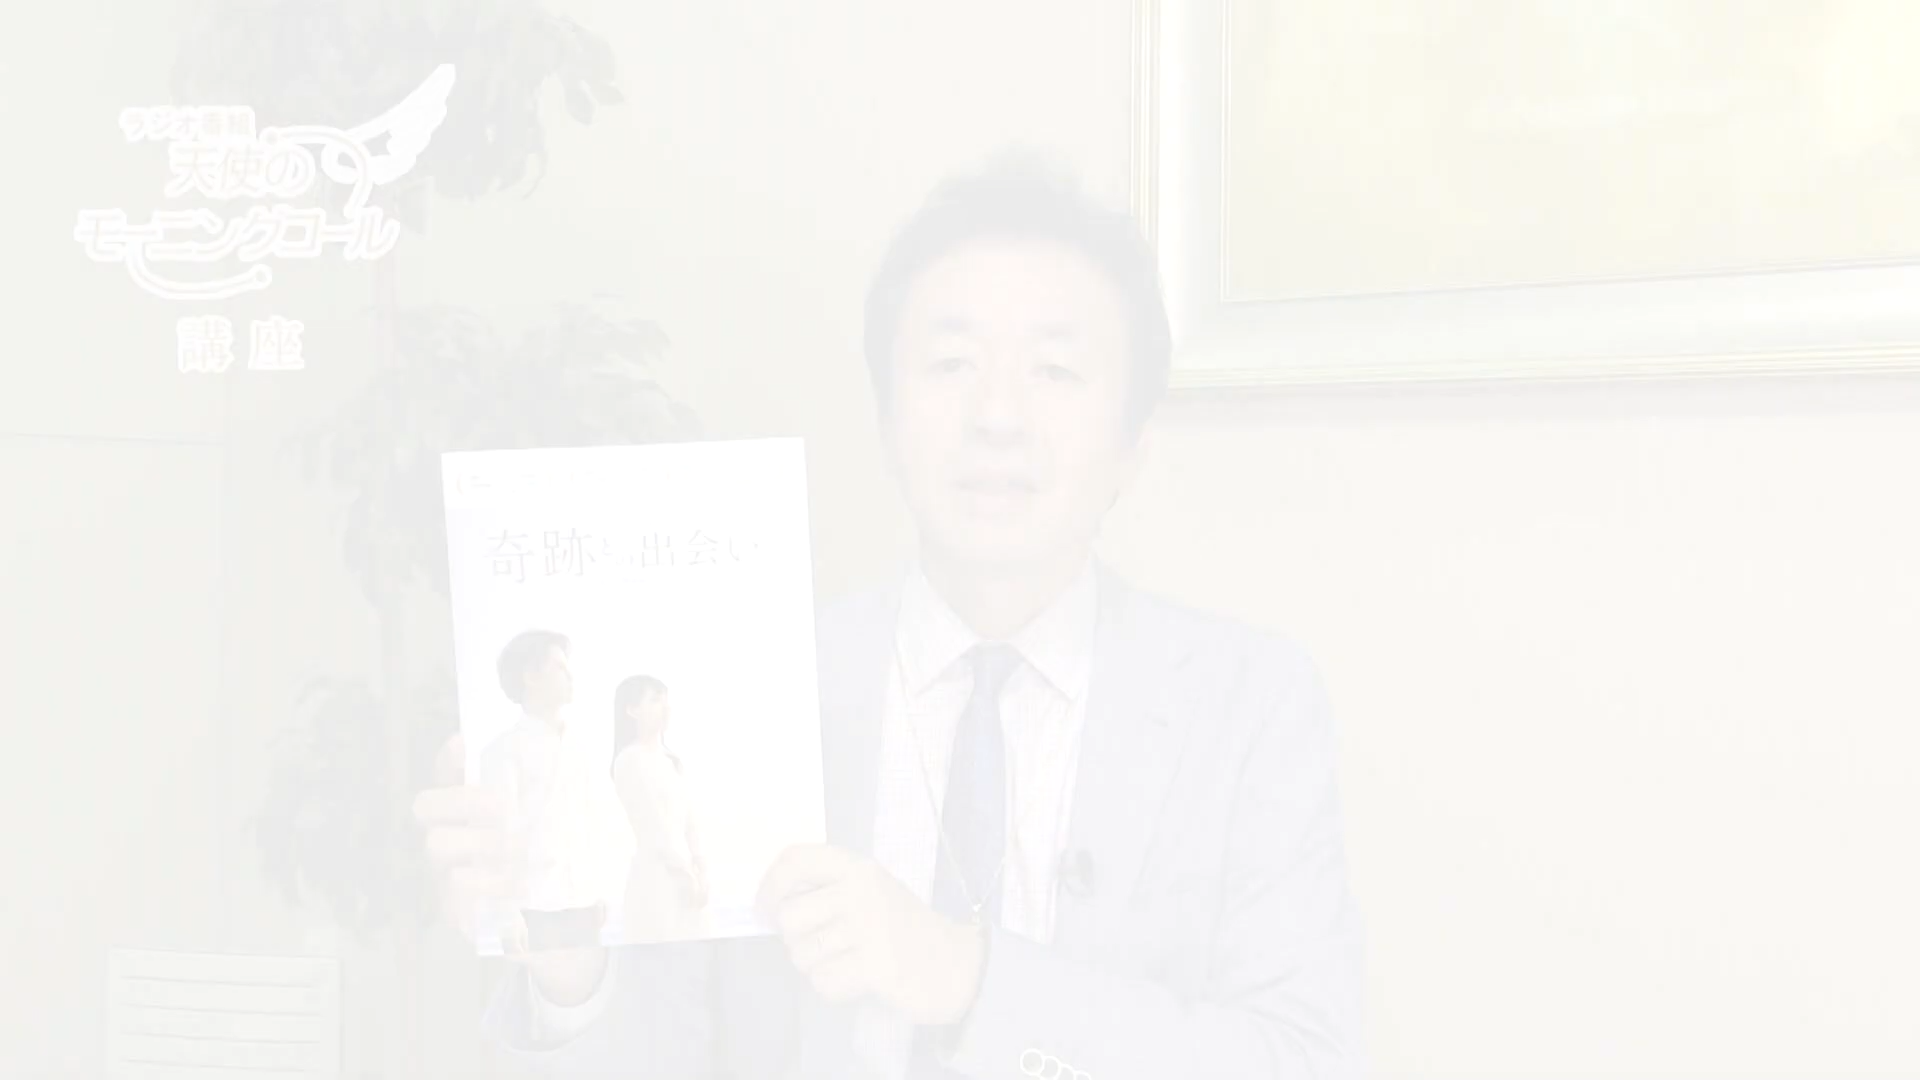 ラジオ番組
天使の
モーニングコール
講座
奇跡との出会い